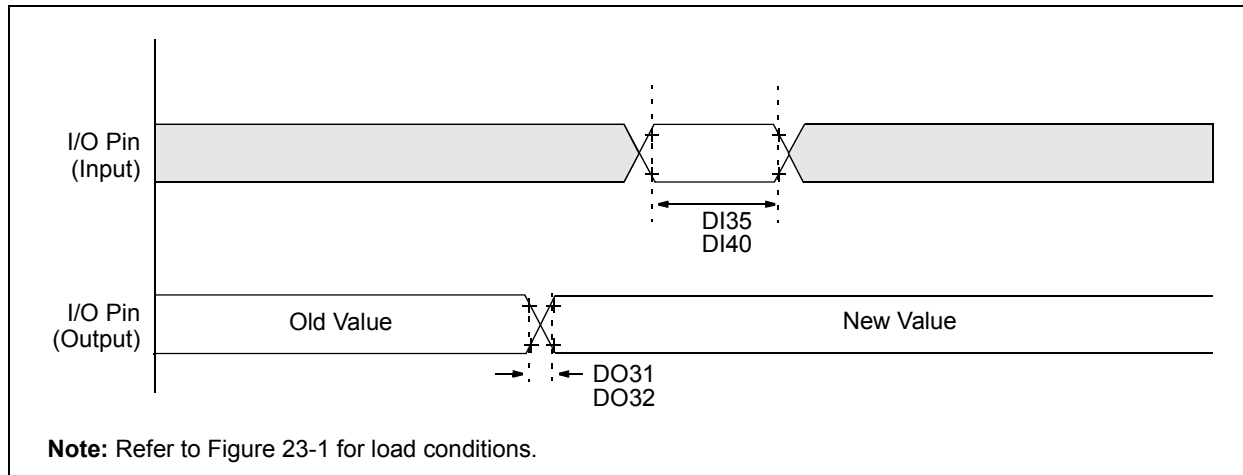 I/O Pin
(Input)
DI35
DI40
I/O Pin
(Output)
Old Value
New Value
DO31
DO32
Note: Refer to Figure 23-1 for load conditions.